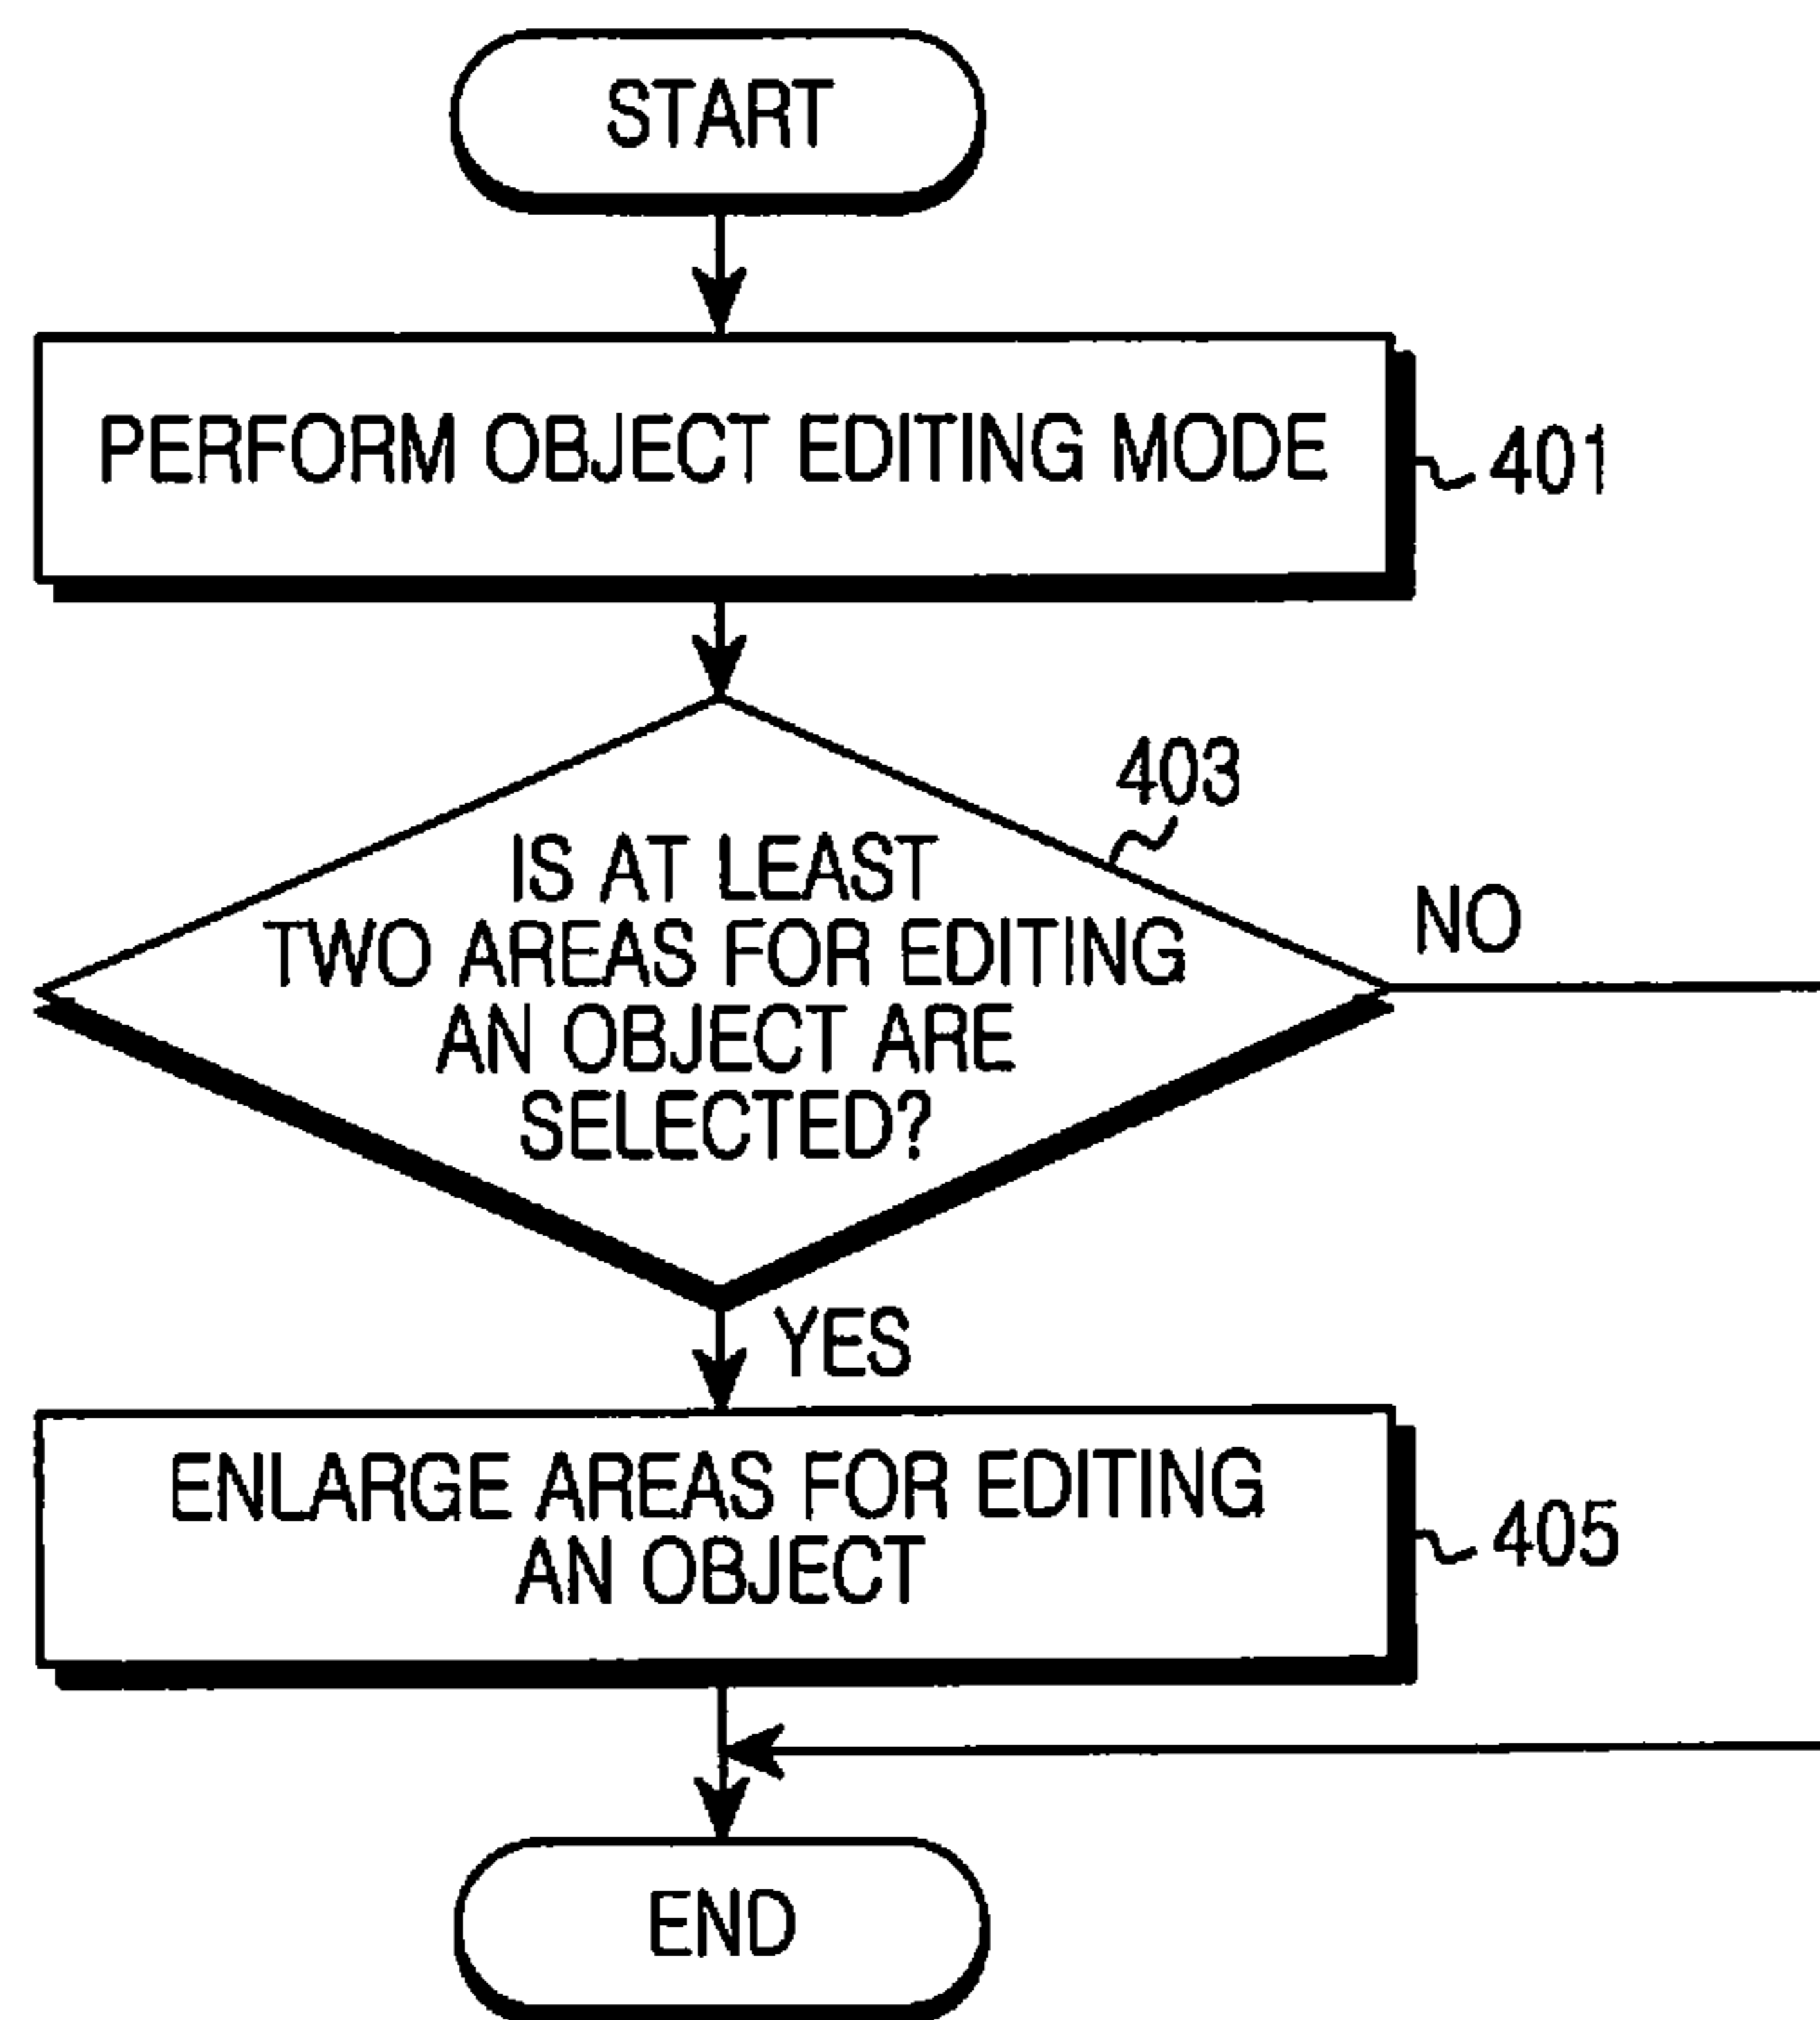 START
PERFORM OBJECT EDITING MODE
401
403
IS AT LEAST
TWO AREAS FOR EDITING
AN OBJECT ARE
SELECTED?
NO
YES
ENLARGE AREAS FOR EDITING
AN OBJECT
405
END